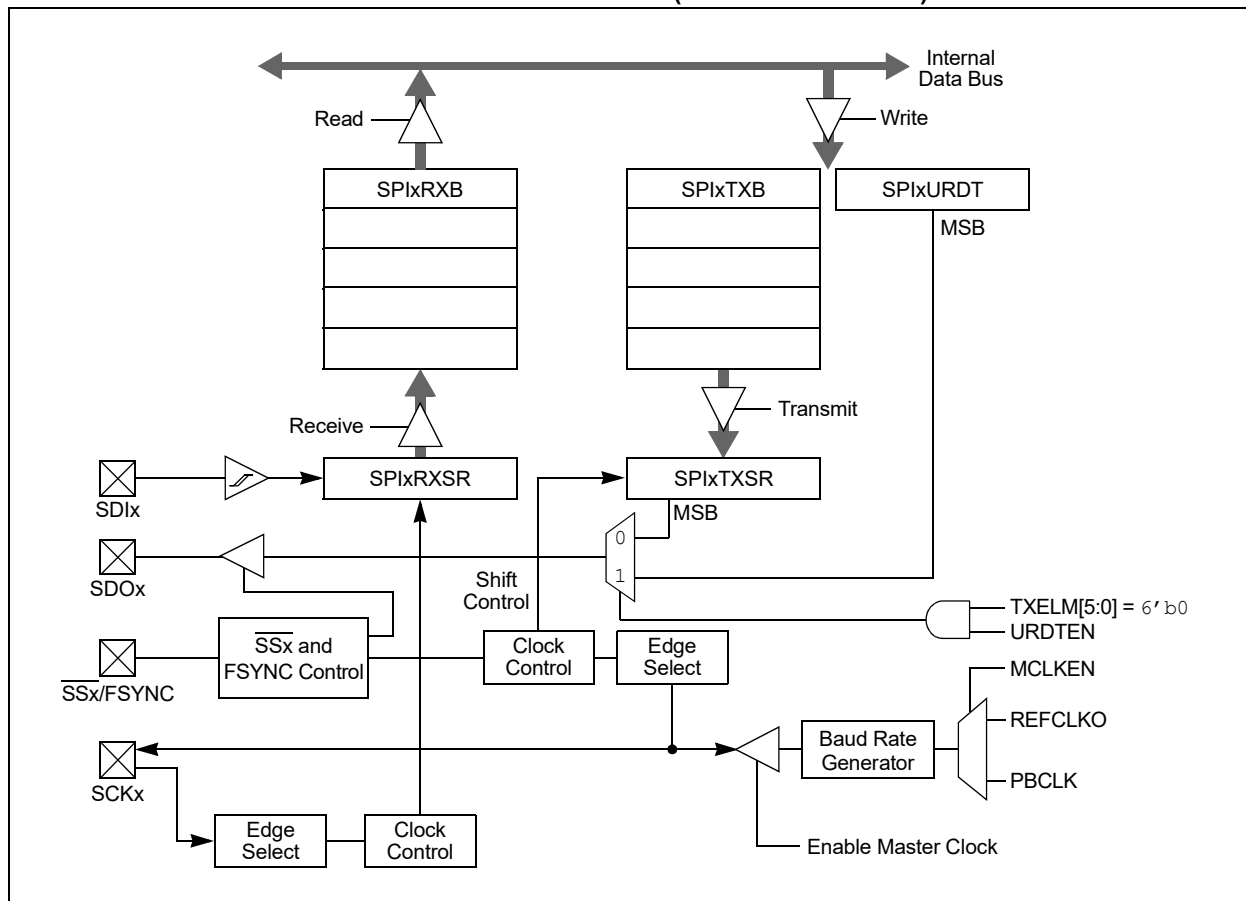 Internal
Data Bus
Read
Write
SPIxRXB
SPIxTXB
SPIxURDT
MSB
Receive
Transmit
SPIxRXSR
SPIxTXSR
SDIx
MSB
0
SDOx
1
Shift
Control
TXELM[5:0] = 6'b0
URDTEN
SSx and
FSYNC Control
Clock
Control
Edge
Select
SSx/FSYNC
MCLKEN
REFCLKO
Baud Rate
Generator
PBCLK
SCKx
Edge
Select
Clock
Control
Enable Master Clock